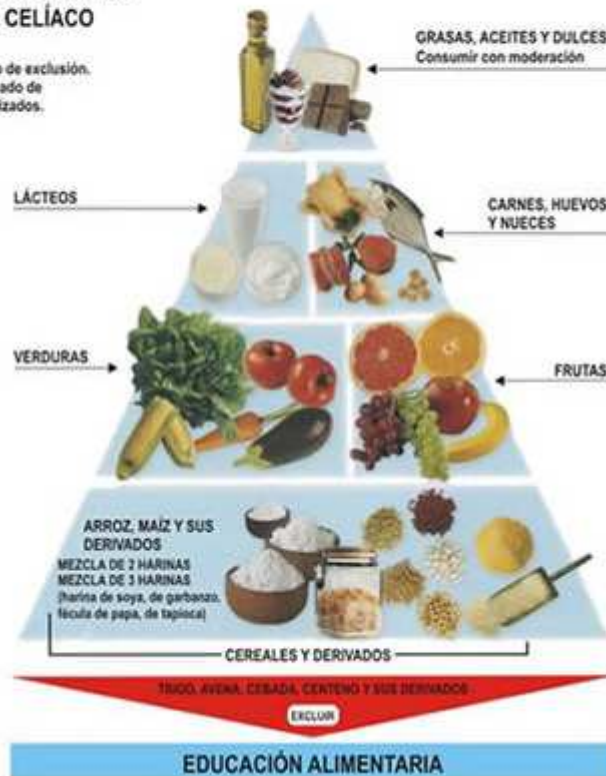 CELÍACO
o de exclusión.
ado de
izados.
GRASAS, ACEITES Y DULCES
Consumir con moderación
LÁCTEOS
CARNES, HUEVOS
Y NUECES
VERDURAS
FRUTAS
ARROZ, MAÍZ Y SUS
DERIVADOS
MEZCLA DE 2 HARINAS
MEZCLA DE 3 HARINAS
(harina de soya, de garbanzo,
fécula de papa, de tapioca)
CEREALES Y DERIVADOS
TRIGO, AVENA, CEBADA, CENTENO Y SUS DERIVADOS
EXCLUIR
EDUCACIÓN ALIMENTARIA